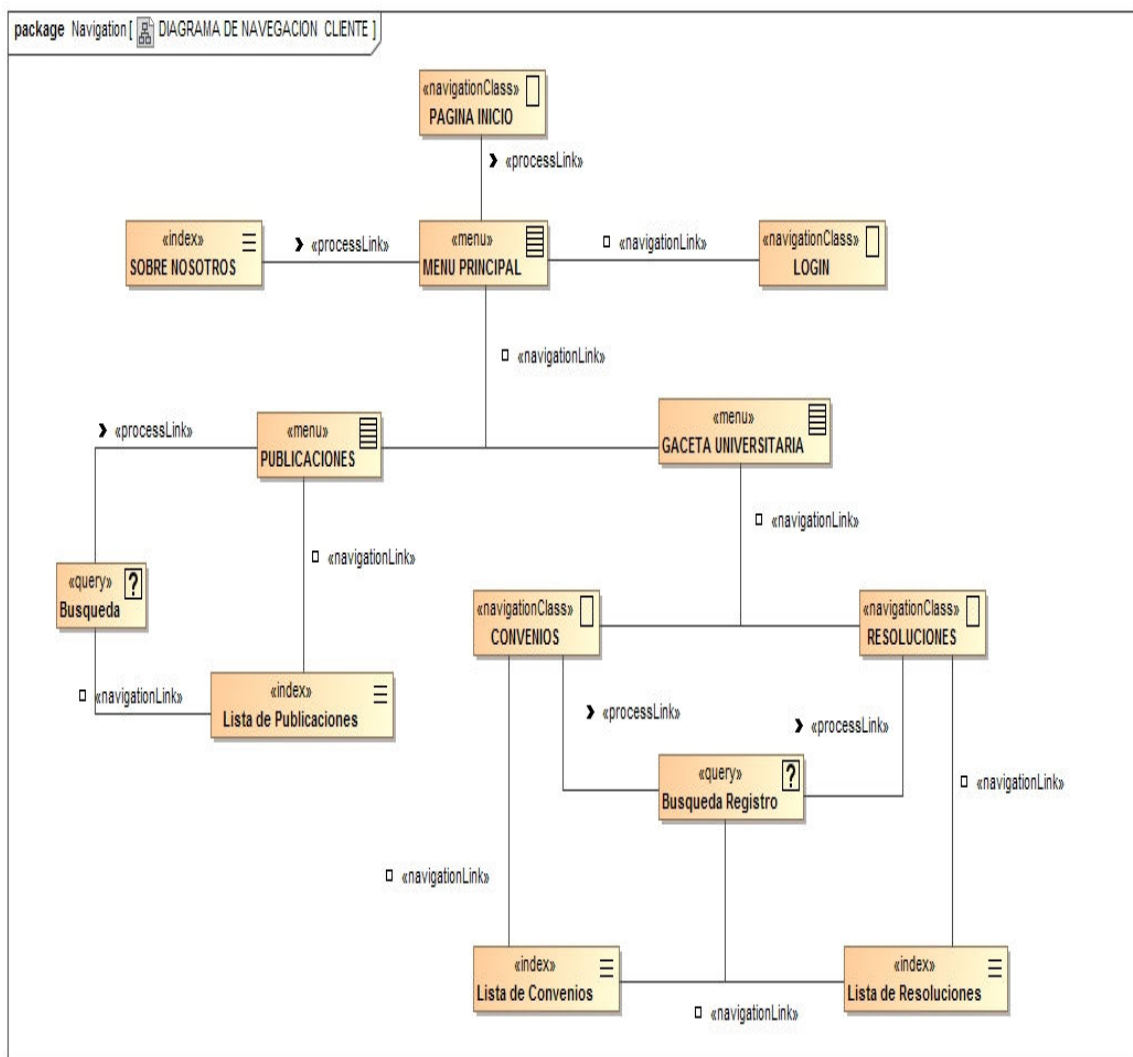 package Navigation [ DIAGRAMA DE NAVEGACION CLIENTE ]
«navigationClass»
PAGINA INICIO
«processLink»
«index»
SOBRE NOSOTROS
«processLink»
«menu»
MENU PRINCIPAL
«navigationLink»
«navigationClass»
LOGIN
«navigationLink»
«processLink»
«menu»
PUBLICACIONES
«menu»
GACETA UNIVERSITARIA
«navigationLink»
«navigationLink»
«query»
Busqueda
?
«navigationClass»
CONVENIOS
«navigationClass»
RESOLUCIONES
«navigationLink»
«index»
Lista de Publicaciones
«processLink»
«processLink»
«query»
Busqueda Registro
?
«navigationLink»
«navigationLink»
«index»
Lista de Convenios
«index»
Lista de Resoluciones
«navigationLink»